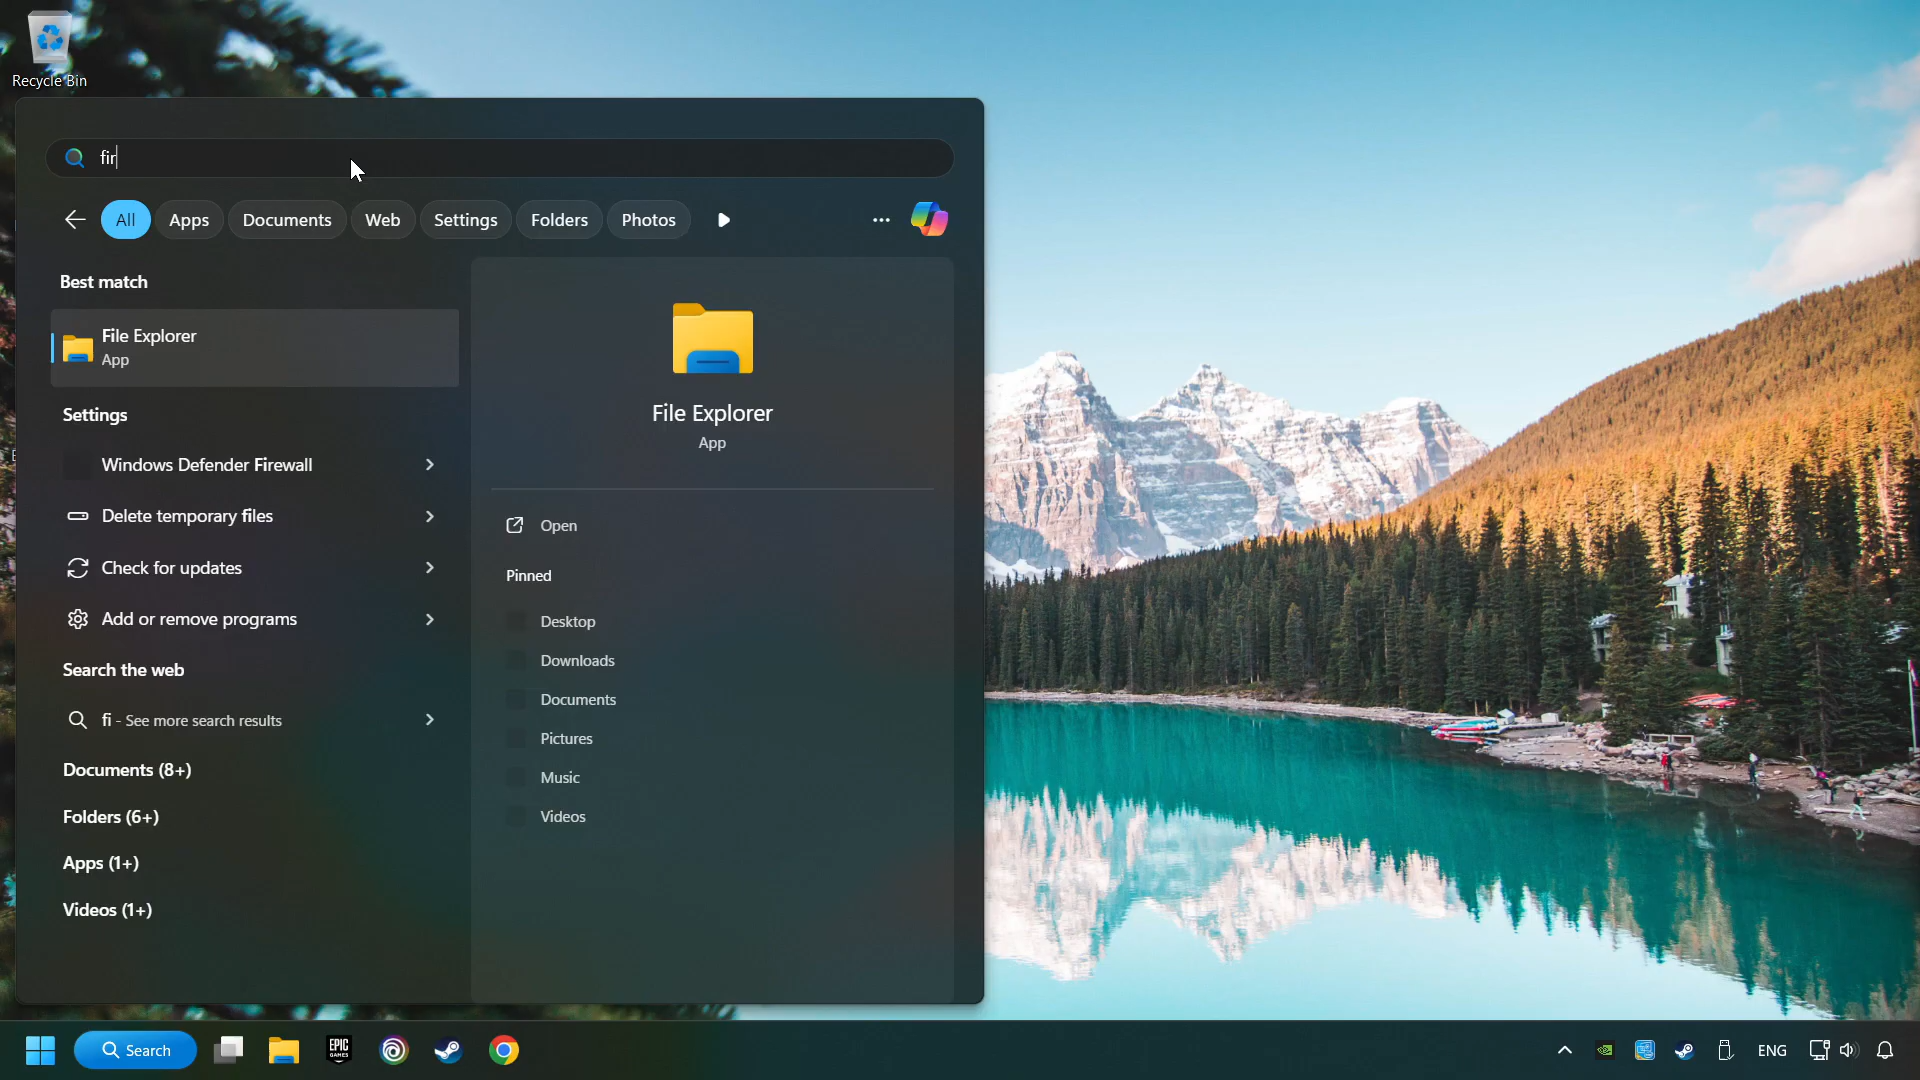 Recycle Bin
fir
All
Apps
Documents
Web
Settings
Folders
Photos
Best match
File Explorer
App
Settings
Windows Defender Firewall
Delete temporary files
Check for updates
Add or remove programs
Search the web
fi - See more search results
Documents (8+)
Folders (6+)
Apps (1+)
Videos (1+)
File Explorer
App
Open
Pinned
Desktop
Downloads
Documents
Pictures
Music
Videos
Search
EPIC
GAMES
ENG